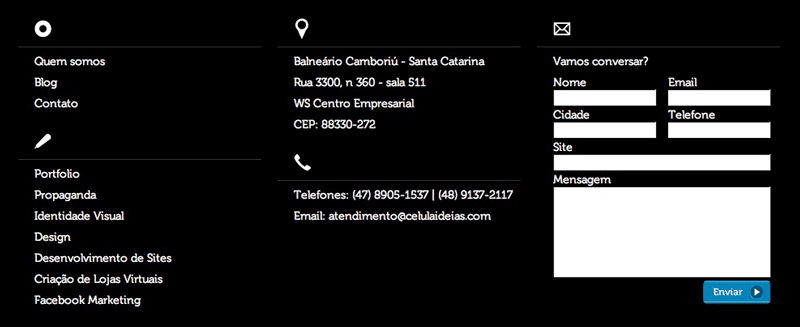 Quem somos
Blog
Contato
Portfolio
Propaganda
Identidade Visual
Design
Desenvolvimento de Sites
Criação de Lojas Virtuais
Facebook Marketing
Balneário Camboriú - Santa Catarina
Rua 3300, n 360 - sala 511
WS Centro Empresarial
CEP: 88330-272
Telefones: (47) 8905-1537 | (48) 9137-2117
Email: atendimento@celulaideias.com
Vamos conversar?
Nome Email
Cidade Telefone
Site
Mensagem
Enviar